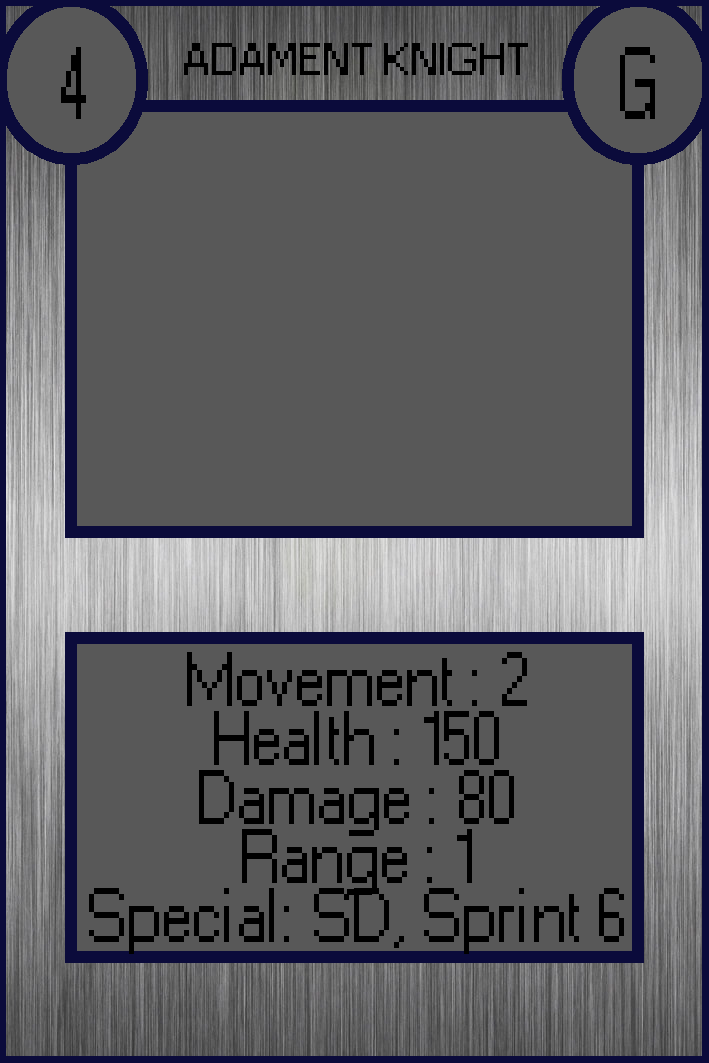 4
ADAMENT KNIGHT
G
Movement : 2
Health : 150
Damage : 80
Range : 1
Special: SD, Sprint 6